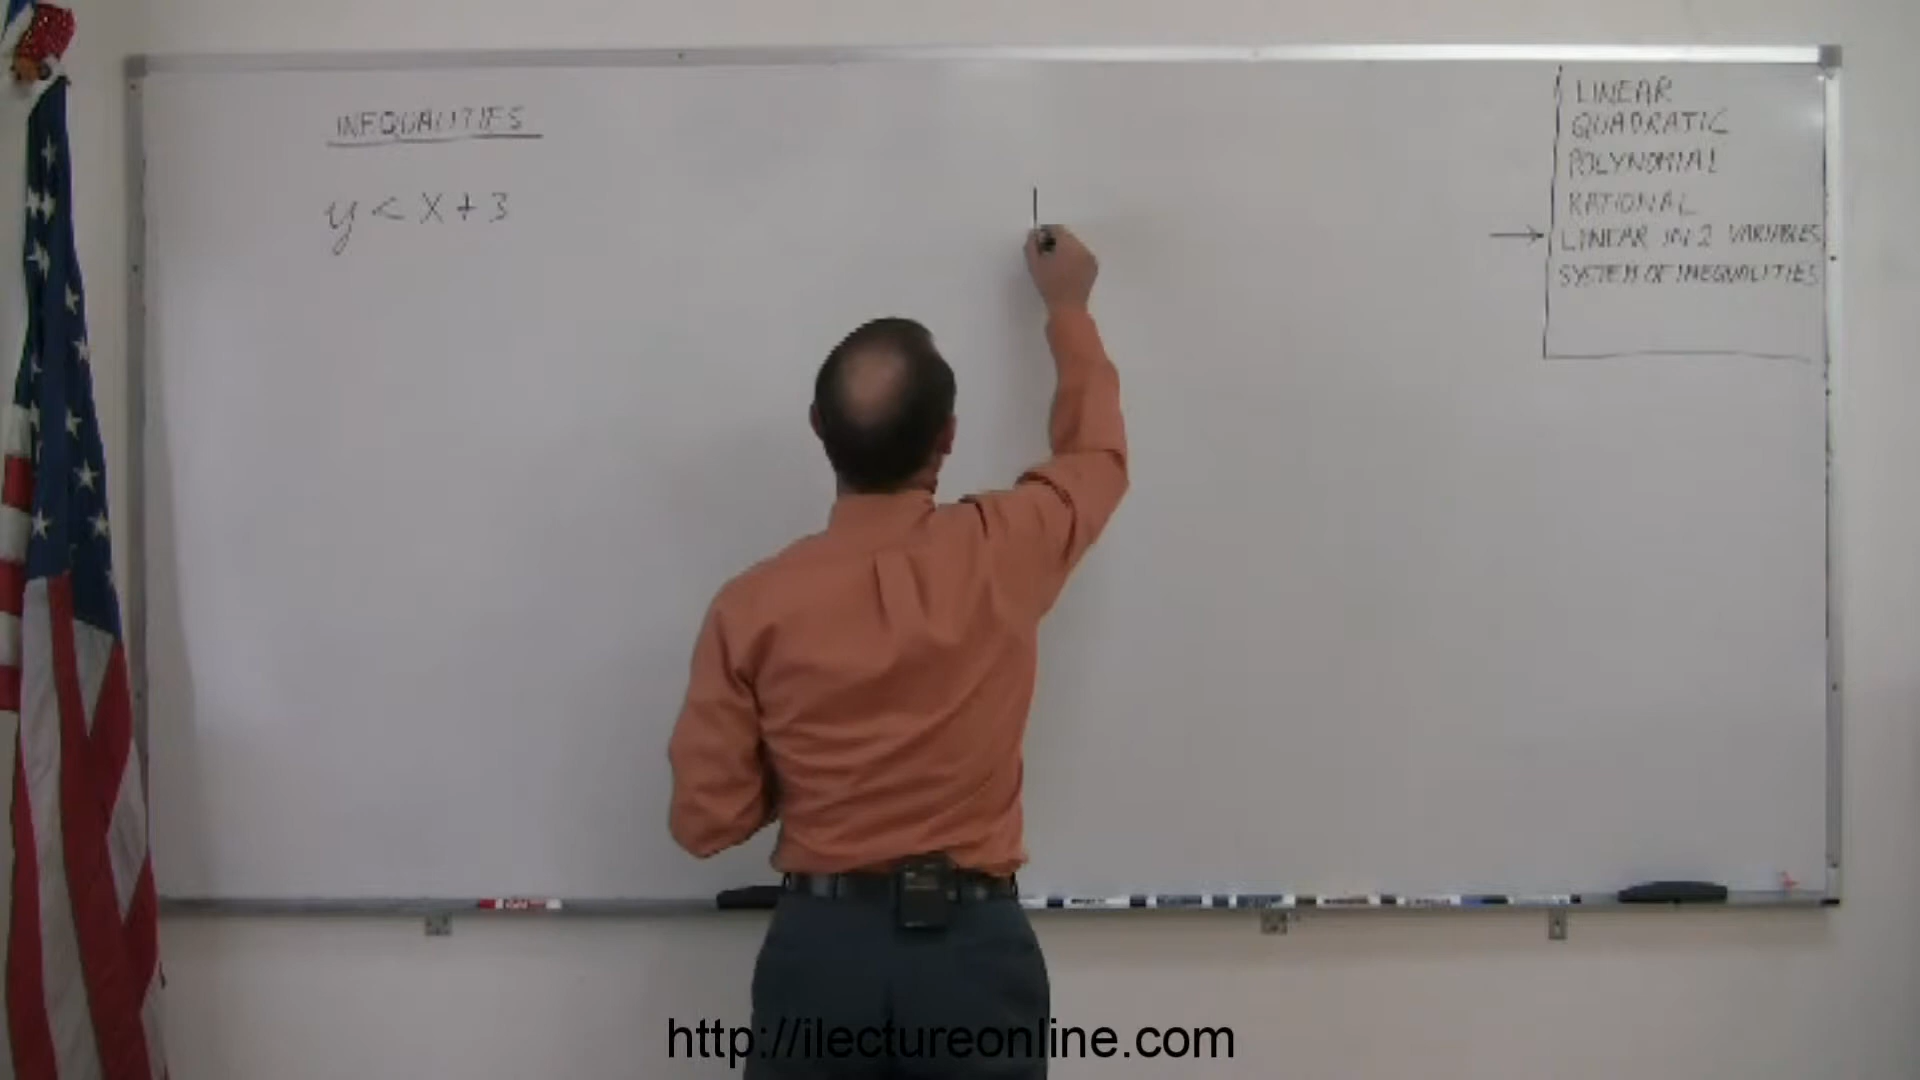 INEQUALITIES
y < x + 3
LINEAR
QUADRATIC
POLYNOMIAL
RATIONAL
→ LINEAR IN 2 VARIABLES
SYSTEM OF INEQUALITIES
http://ilectureonline.com